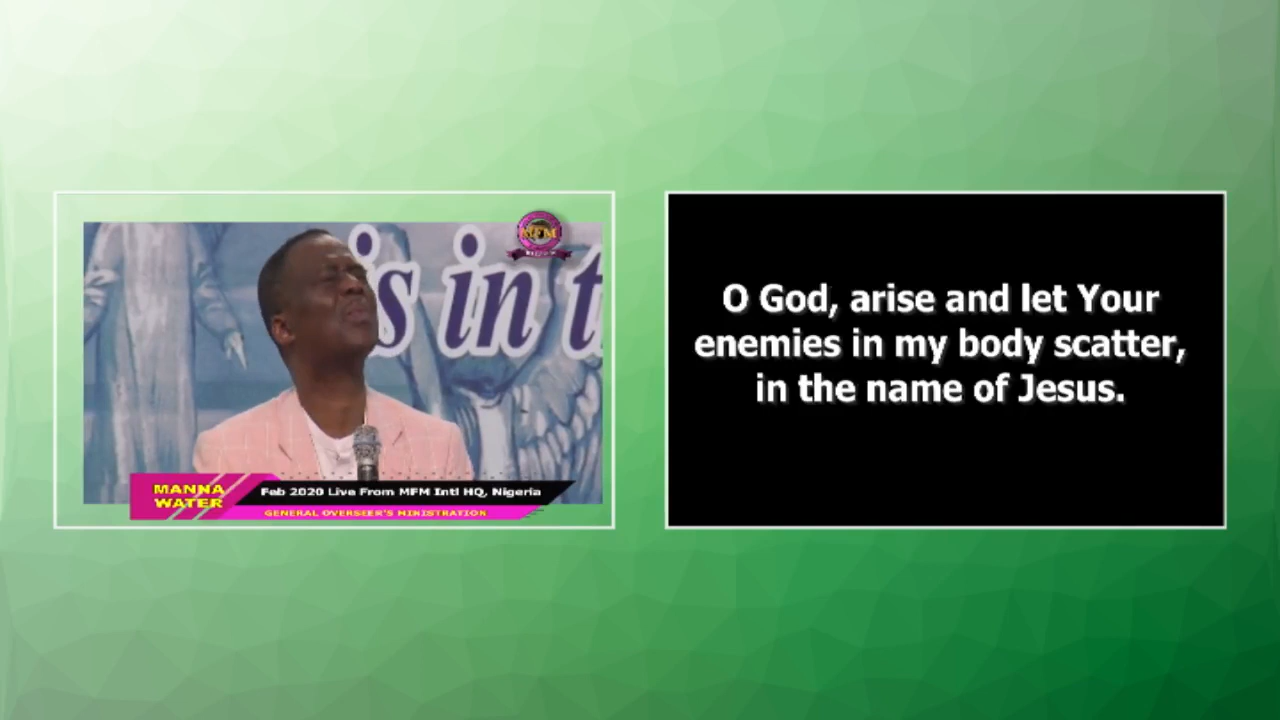 is in t
MFM
MANNA
WATER
Feb 2020 Live From MFM Intl HQ, Nigeria
GENERAL OVERSEER'S MINISTRATION
O God, arise and let Your
enemies in my body scatter,
in the name of Jesus.